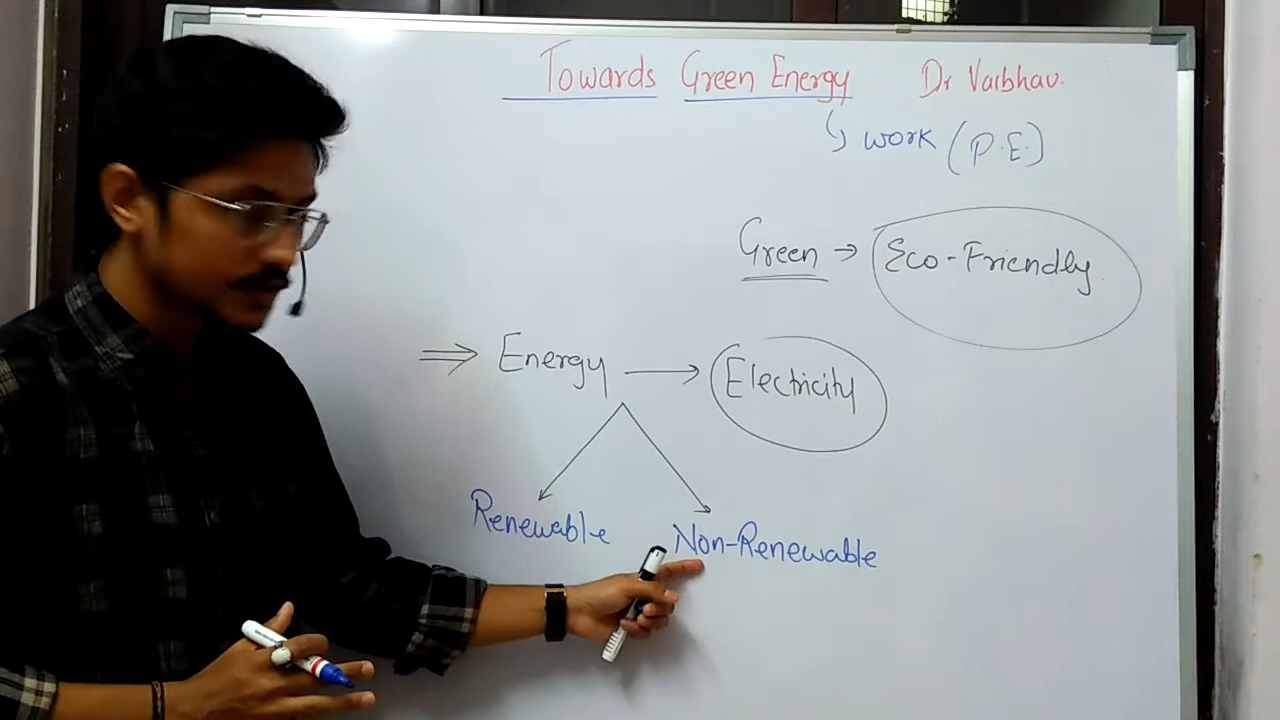 Towards Green Energy Dr Vaibhav.
↳ work (P.E.)
Green → Eco-Friendly
⇒ Energy → Electricity
Renewable Non-Renewable